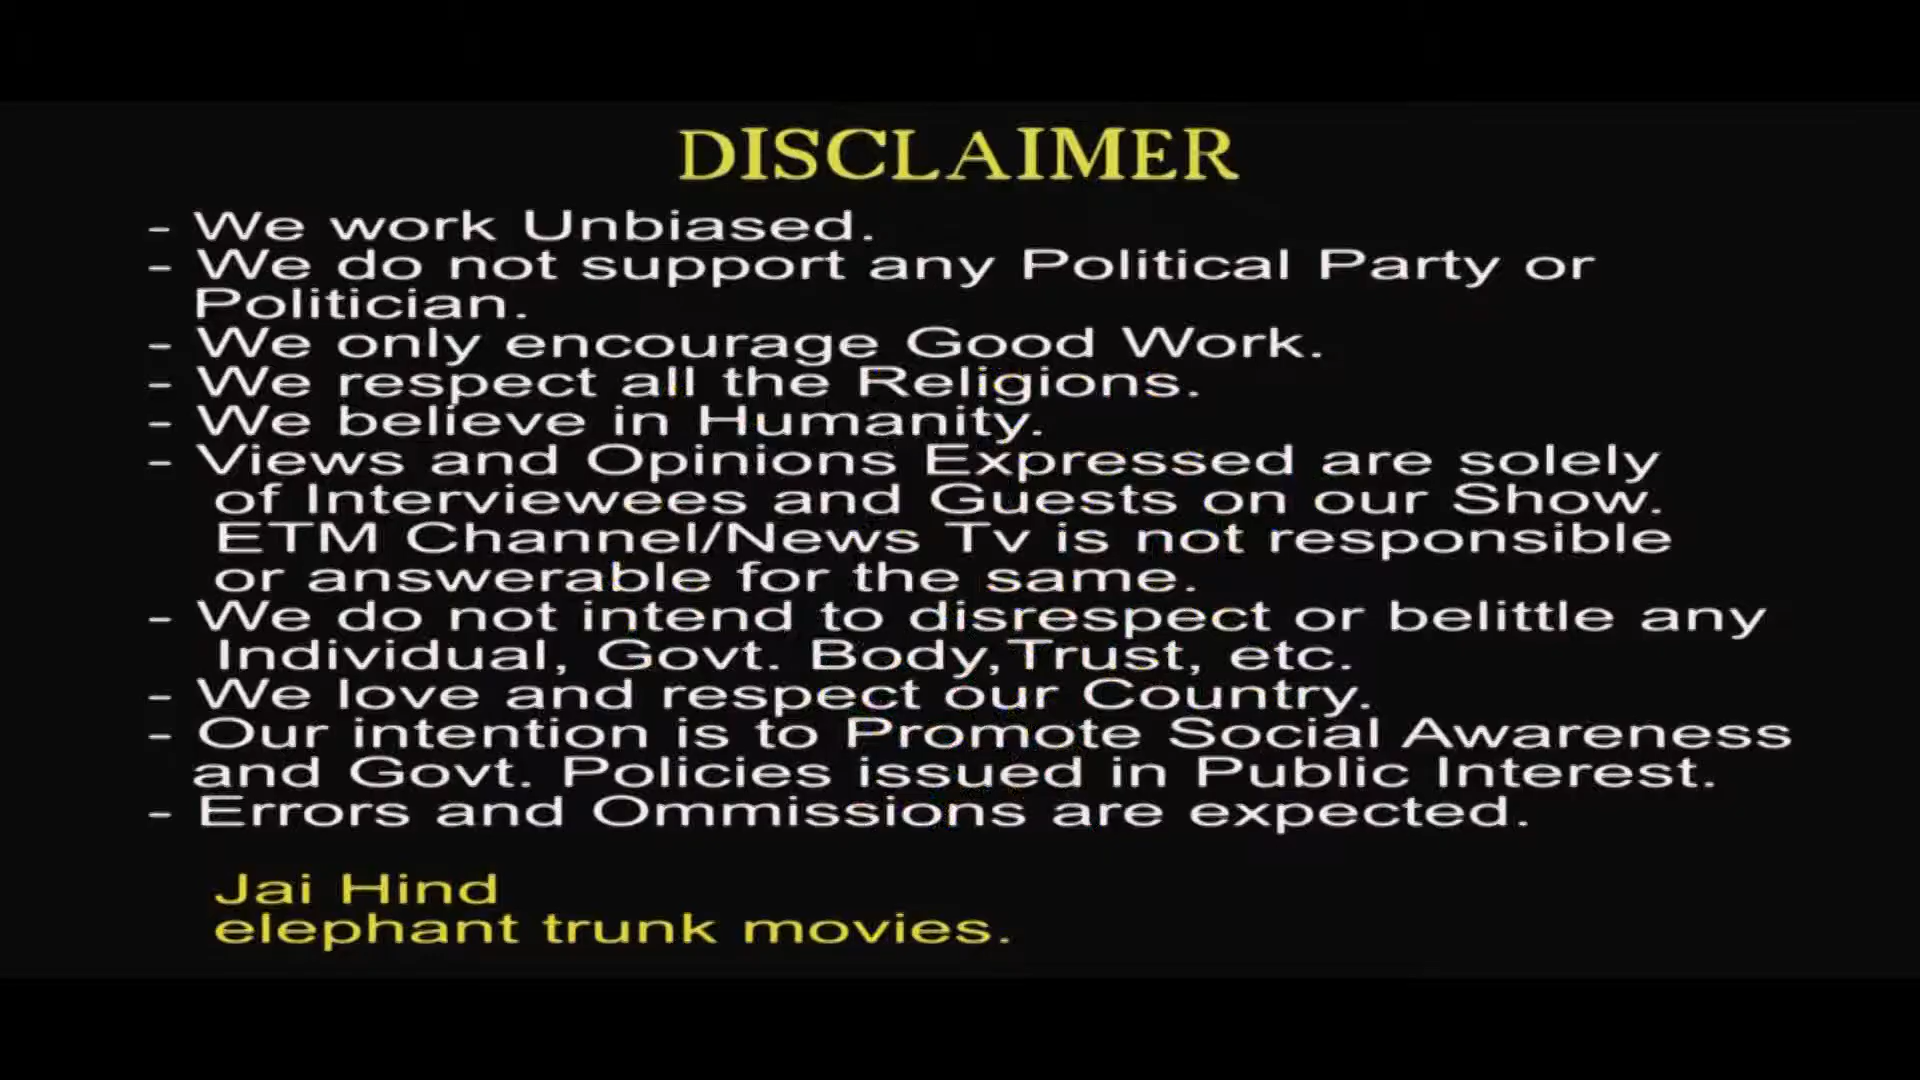 DISCLAIMER
- We work Unbiased.
- We do not support any Political Party or
Politician.
- We only encourage Good Work.
- We respect all the Religions.
- We believe in Humanity.
- Views and Opinions Expressed are solely
of Interviewees and Guests on our Show.
ETM Channel/News Tv is not responsible
or answerable for the same.
- We do not intend to disrespect or belittle any
Individual, Govt. Body,Trust, etc.
- We love and respect our Country.
- Our intention is to Promote Social Awareness
and Govt. Policies issued in Public Interest.
- Errors and Ommissions are expected.
Jai Hind
elephant trunk movies.